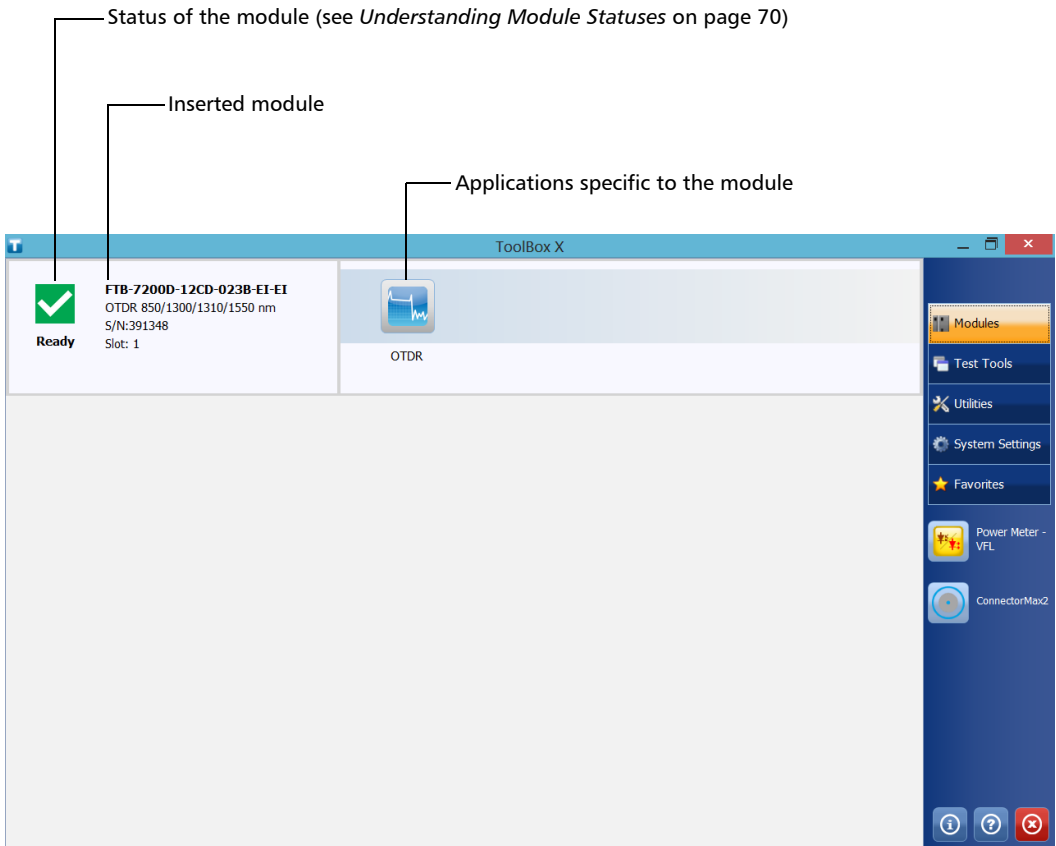 Status of the module (see Understanding Module Statuses on page 70)
Inserted module
Applications specific to the module
T
ToolBox X
FTB-7200D-12CD-023B-EI-EI
OTDR 850/1300/1310/1550 nm
S/N:391348
Slot: 1
Ready
OTDR
Modules
Test Tools
Utilities
System Settings
Favorites
Power Meter -
VFL
ConnectorMax2